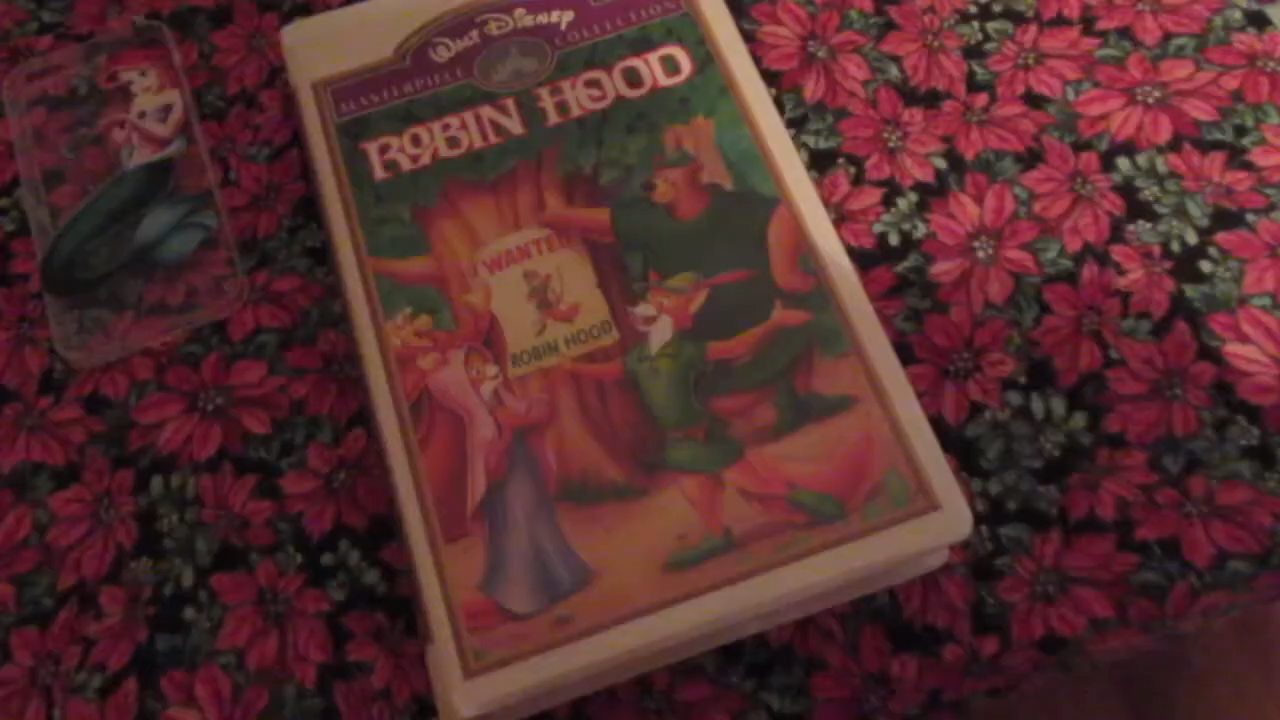 Walt Disney
MASTERPIECE COLLECTION
ROBIN HOOD
WANTED
ROBIN HOOD